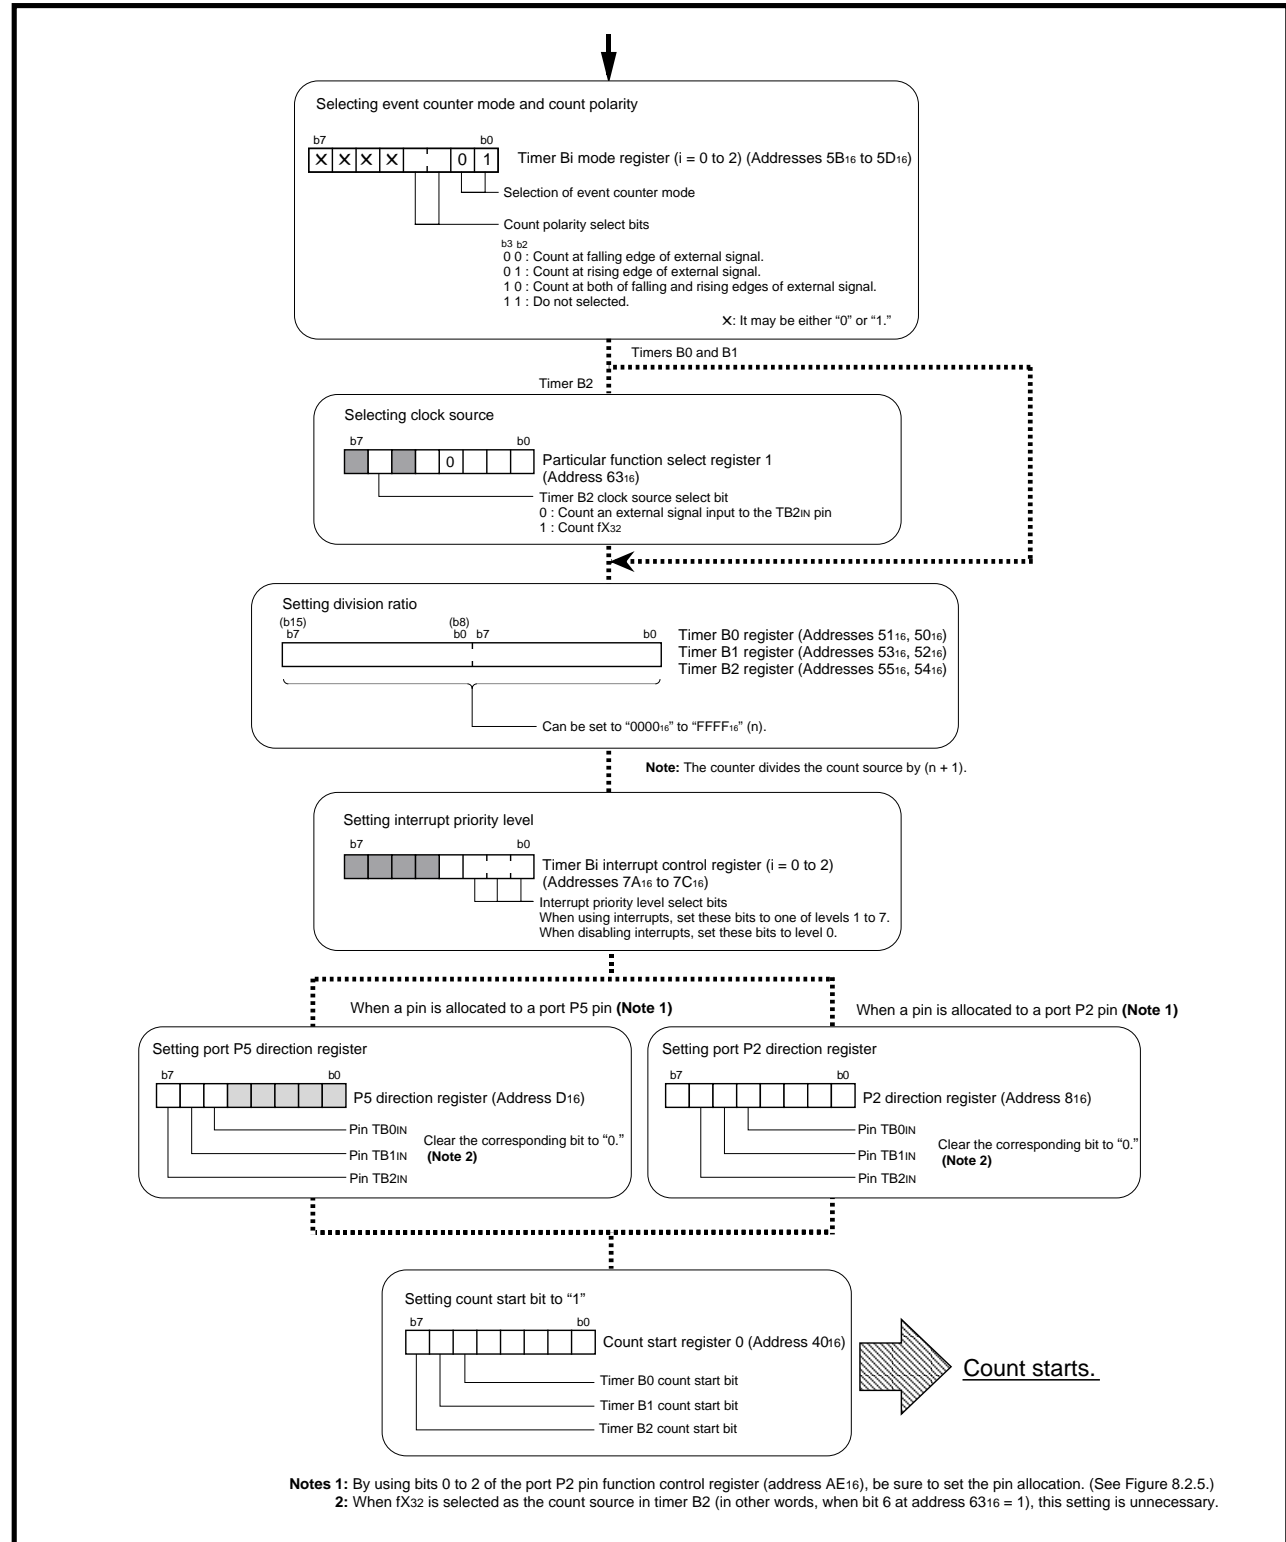 Selecting event counter mode and count polarity
b7 b0
X X X X 0 1 Timer Bi mode register (i = 0 to 2) (Addresses 5B16 to 5D16)
Selection of event counter mode
Count polarity select bits
b3 b2
0 0 : Count at falling edge of external signal.
0 1 : Count at rising edge of external signal.
1 0 : Count at both of falling and rising edges of external signal.
1 1 : Do not selected.
X: It may be either “0” or “1.”
Timers B0 and B1
Timer B2
Selecting clock source
b7 b0
0 Particular function select register 1
(Address 6316)
Timer B2 clock source select bit
0 : Count an external signal input to the TB2IN pin
1 : Count fX32
Setting division ratio
(b15) (b8)
b7 b0 b7 b0
Timer B0 register (Addresses 5116, 5016)
Timer B1 register (Addresses 5316, 5216)
Timer B2 register (Addresses 5516, 5416)
Can be set to “000016” to “FFFF16” (n).
Note: The counter divides the count source by (n + 1).
Setting interrupt priority level
b7 b0
Timer Bi interrupt control register (i = 0 to 2)
(Addresses 7A16 to 7C16)
Interrupt priority level select bits
When using interrupts, set these bits to one of levels 1 to 7.
When disabling interrupts, set these bits to level 0.
When a pin is allocated to a port P5 pin (Note 1)
Setting port P5 direction register
b7 b0
P5 direction register (Address D16)
Pin TB0IN
Pin TB1IN
Pin TB2IN
Clear the corresponding bit to “0.”
(Note 2)
When a pin is allocated to a port P2 pin (Note 1)
Setting port P2 direction register
b7 b0
P2 direction register (Address 816)
Pin TB0IN
Pin TB1IN
Pin TB2IN
Clear the corresponding bit to “0.”
(Note 2)
Setting count start bit to “1”
b7 b0
Count start register 0 (Address 4016)
Timer B0 count start bit
Timer B1 count start bit
Timer B2 count start bit
Count starts.
Notes 1: By using bits 0 to 2 of the port P2 pin function control register (address AE16), be sure to set the pin allocation. (See Figure 8.2.5.)
2: When fX32 is selected as the count source in timer B2 (in other words, when bit 6 at address 6316 = 1), this setting is unnecessary.